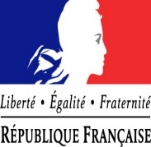 Liberté • Égalité • Fraternité
RÉPUBLIQUE FRANÇAISE